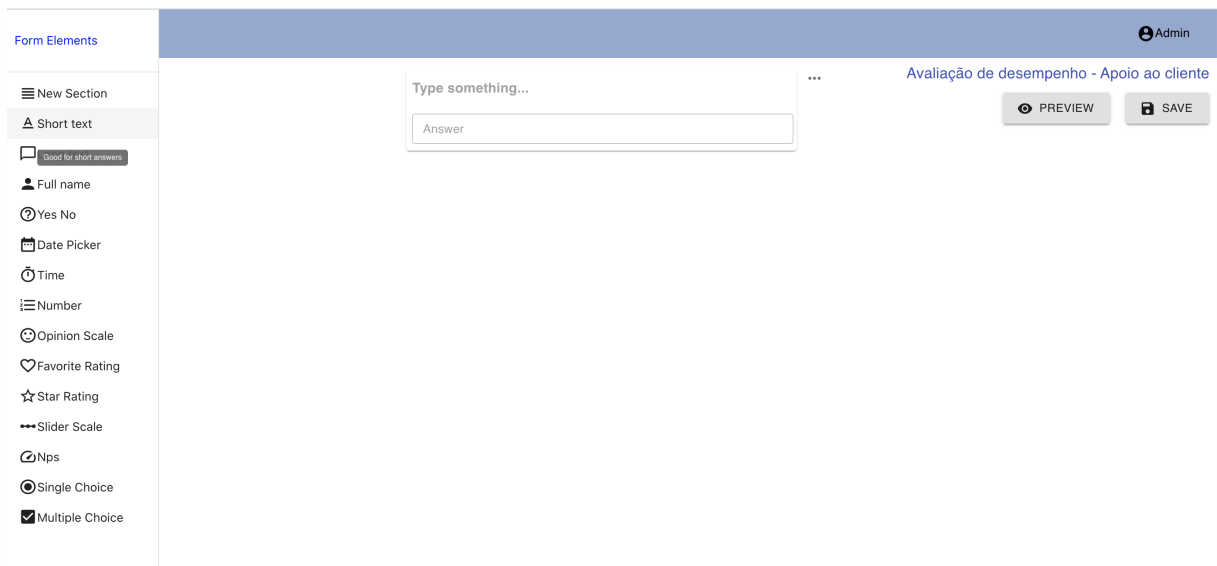 Form Elements
Admin
New Section
Short text
Good for short answers
Full name
Yes No
Date Picker
Time
Number
Opinion Scale
Favorite Rating
Star Rating
Slider Scale
Nps
Single Choice
Multiple Choice
Type something...
Answer
Avaliação de desempenho - Apoio ao cliente
PREVIEW
SAVE